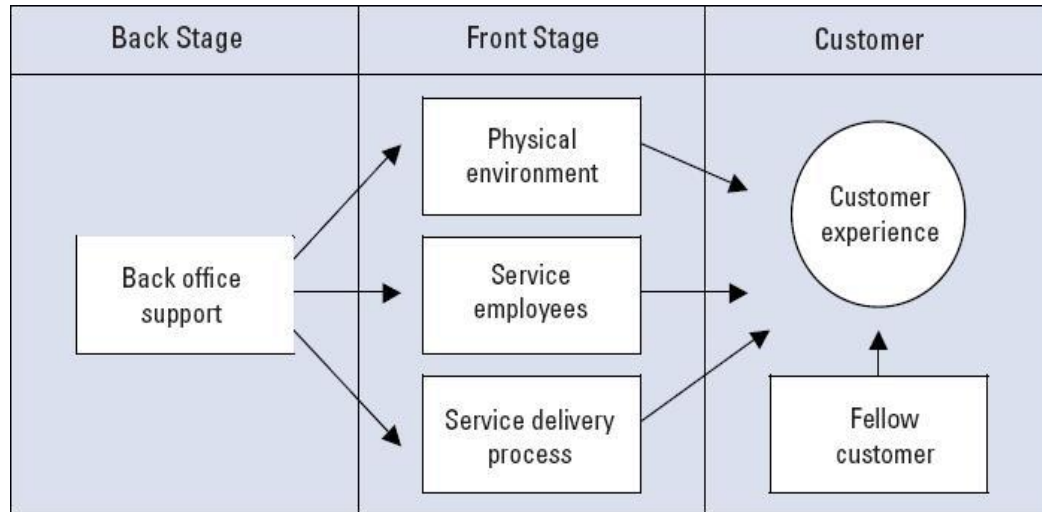 Back Stage
Front Stage
Customer
Back office
support
Physical
environment
Service
employees
Service delivery
process
Customer
experience
Fellow
customer